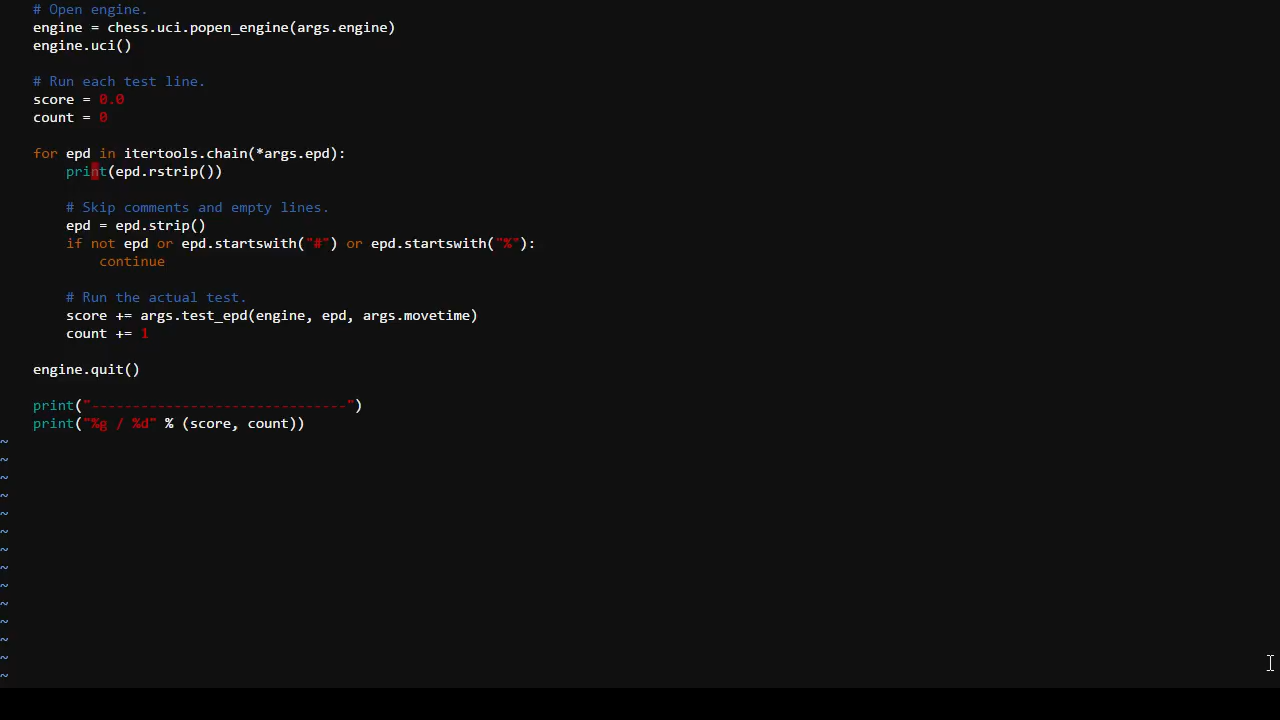 # Open engine.
engine = chess.uci.popen_engine(args.engine)
engine.uci()
# Run each test line.
score = 0.0
count = 0
for epd in itertools.chain(*args.epd):
print(epd.rstrip())
# Skip comments and empty lines.
epd = epd.strip()
if not epd or epd.startswith("#") or epd.startswith("%"):
continue
# Run the actual test.
score += args.test_epd(engine, epd, args.movetime)
count += 1
engine.quit()
print("-------------------------------")
print("%g / %d" % (score, count))
~
~
~
~
~
~
~
~
~
~
~
~
~
~